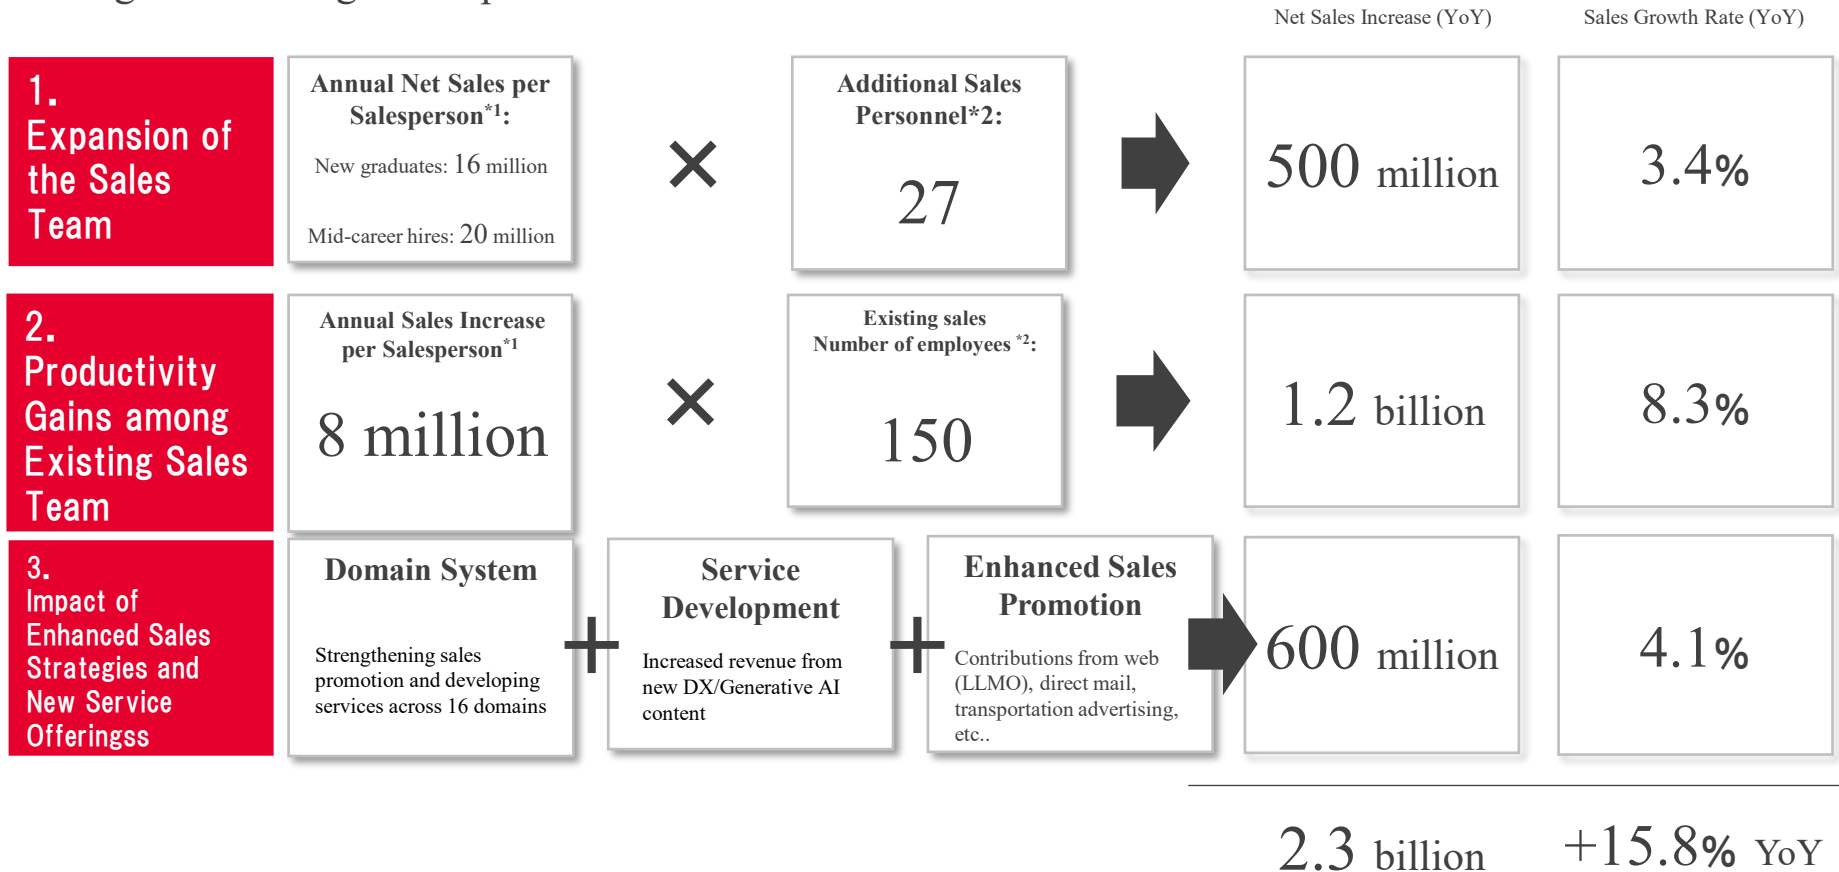 Net Sales Increase (YoY)
Sales Growth Rate (YoY)
1.
Expansion of
the Sales
Team
Annual Net Sales per
Salesperson*1:
New graduates: 16 million
Mid-career hires: 20 million
×
Additional Sales
Personnel*2:
27
500 million
3.4%
2.
Productivity
Gains among
Existing Sales
Team
Annual Sales Increase
per Salesperson*1
8 million
×
Existing sales
Number of employees *2:
150
1.2 billion
8.3%
3.
Impact of
Enhanced Sales
Strategies and
New Service
Offeringss
Domain System
Strengthening sales
promotion and developing
services across 16 domains
+
Service
Development
Increased revenue from
new DX/Generative AI
content
+
Enhanced Sales
Promotion
Contributions from web
(LLMO), direct mail,
transportation advertising,
etc..
600 million
4.1%
2.3 billion
+15.8% YoY